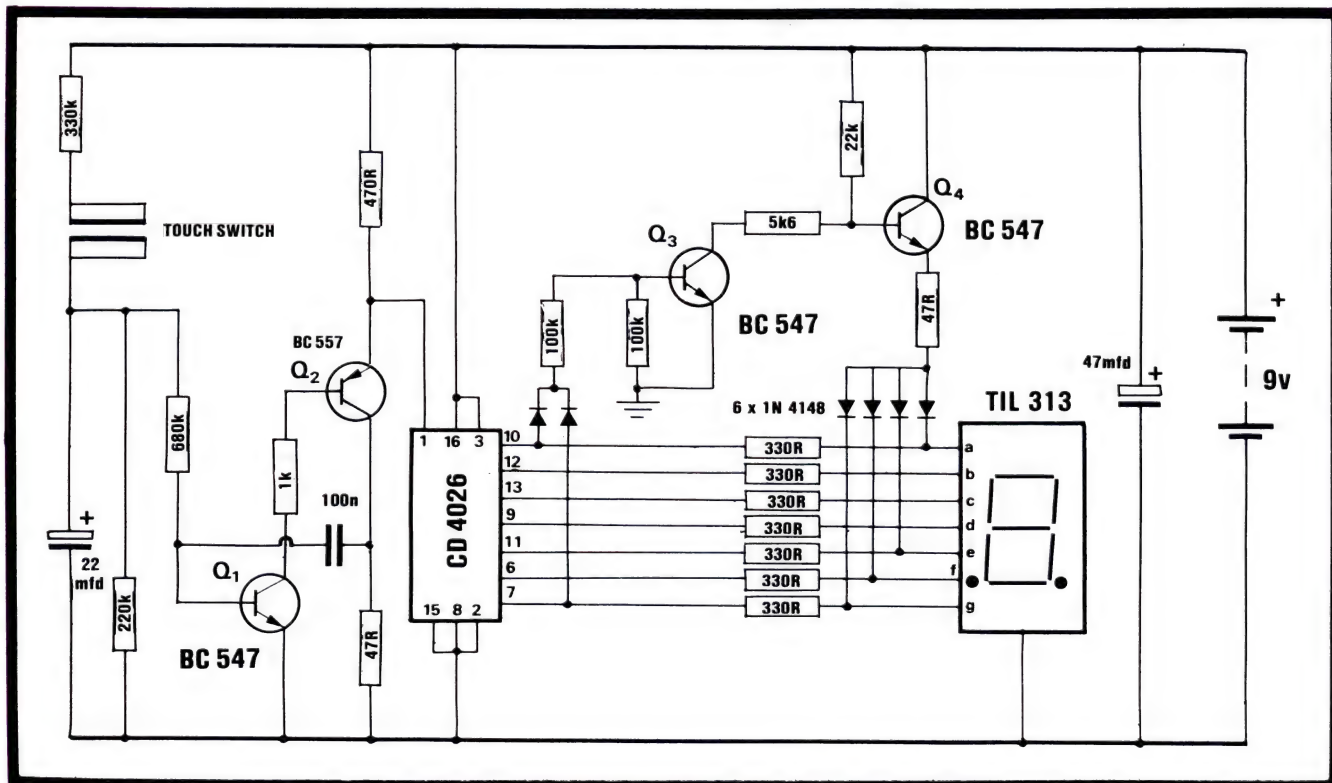 330k
TOUCH SWITCH
22
mfd
+
220k
680k
Q1
BC 547
1k
100n
BC 557
Q2
470R
47R
1 16 3
CD 4026
15 8 2
10
12
13
9
11
6
7
100k
100k
Q3
BC 547
5k6
22k
Q4
BC 547
47R
6 x 1N 4148
330R
330R
330R
330R
330R
330R
330R
TIL 313
a
b
c
d
e
f
g
47mfd
+
+
9v